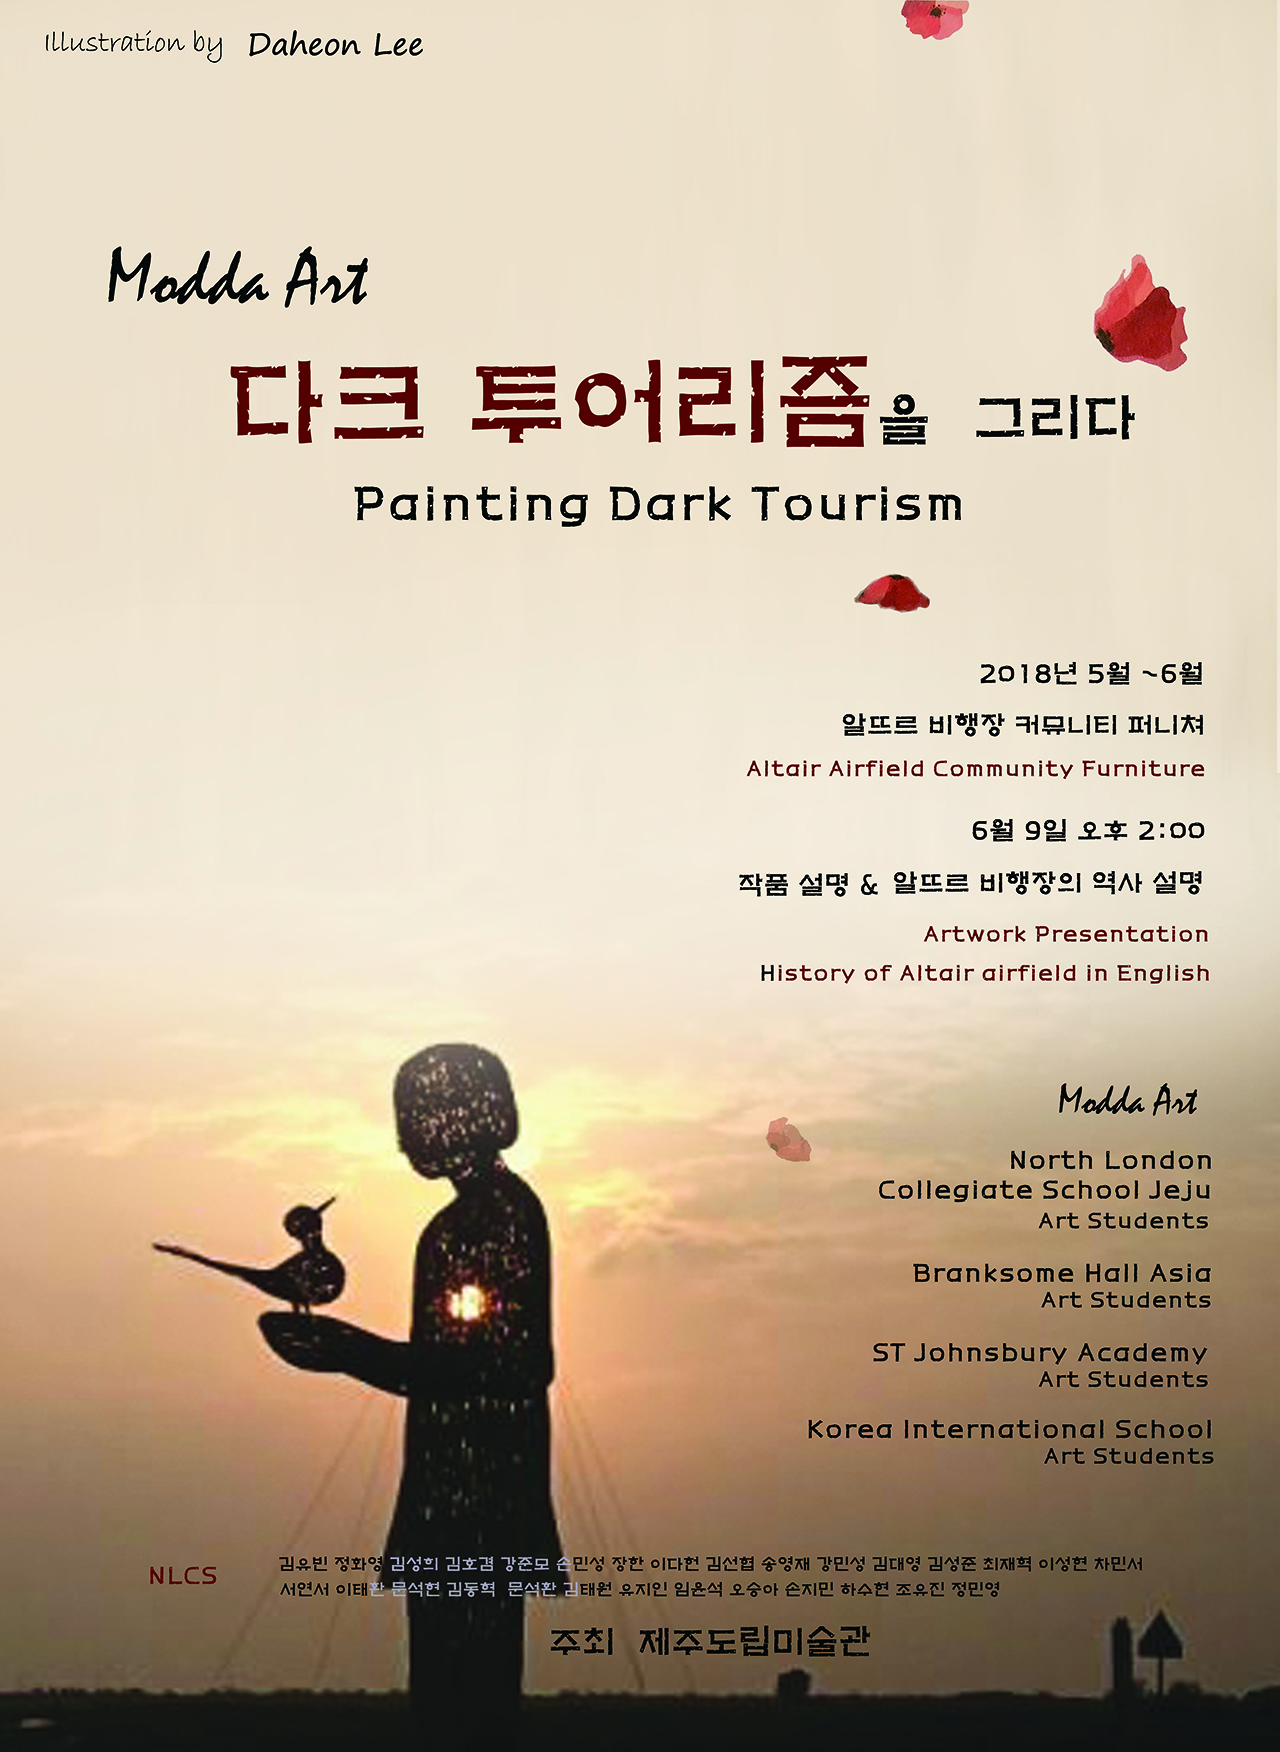 Illustration by Daheon Lee
Modda Art
다크 투어리즘을 그리다
Painting Dark Tourism
2018년 5월 ~6월
알뜨르 비행장 커뮤니티 퍼니쳐
Altair Airfield Community Furniture
6월 9일 오후 2:00
작품 설명 & 알뜨르 비행장의 역사 설명
Artwork Presentation
History of Altair airfield in English
Modda Art
North London
Collegiate School Jeju
Art Students
Branksome Hall Asia
Art Students
ST Johnsbury Academy
Art Students
Korea International School
Art Students
NLCS
김유빈 정화영 김성희 김호겸 강준모 손민성 장한 이다헌 김선협 송영재 강민성 김대영 김성준 최재혁 이성현 차민서
서연서 이태환 문석현 김동혁 문석환 김태원 유지인 임윤석 오승아 손지민 하수현 조유진 정민영
주최 제주도립미술관